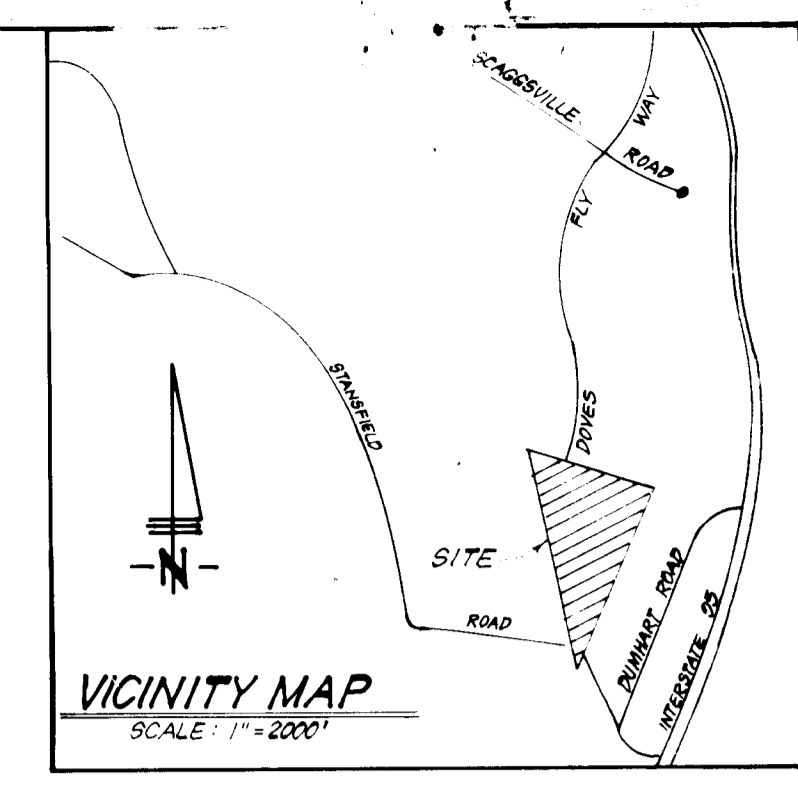 SCAGGSVILLE ROAD
DOVES FLY WAY
STANSFIELD ROAD
SITE
-N-
DUMHART ROAD
INTERSTATE 95
VICINITY MAP
SCALE: 1"=2000'